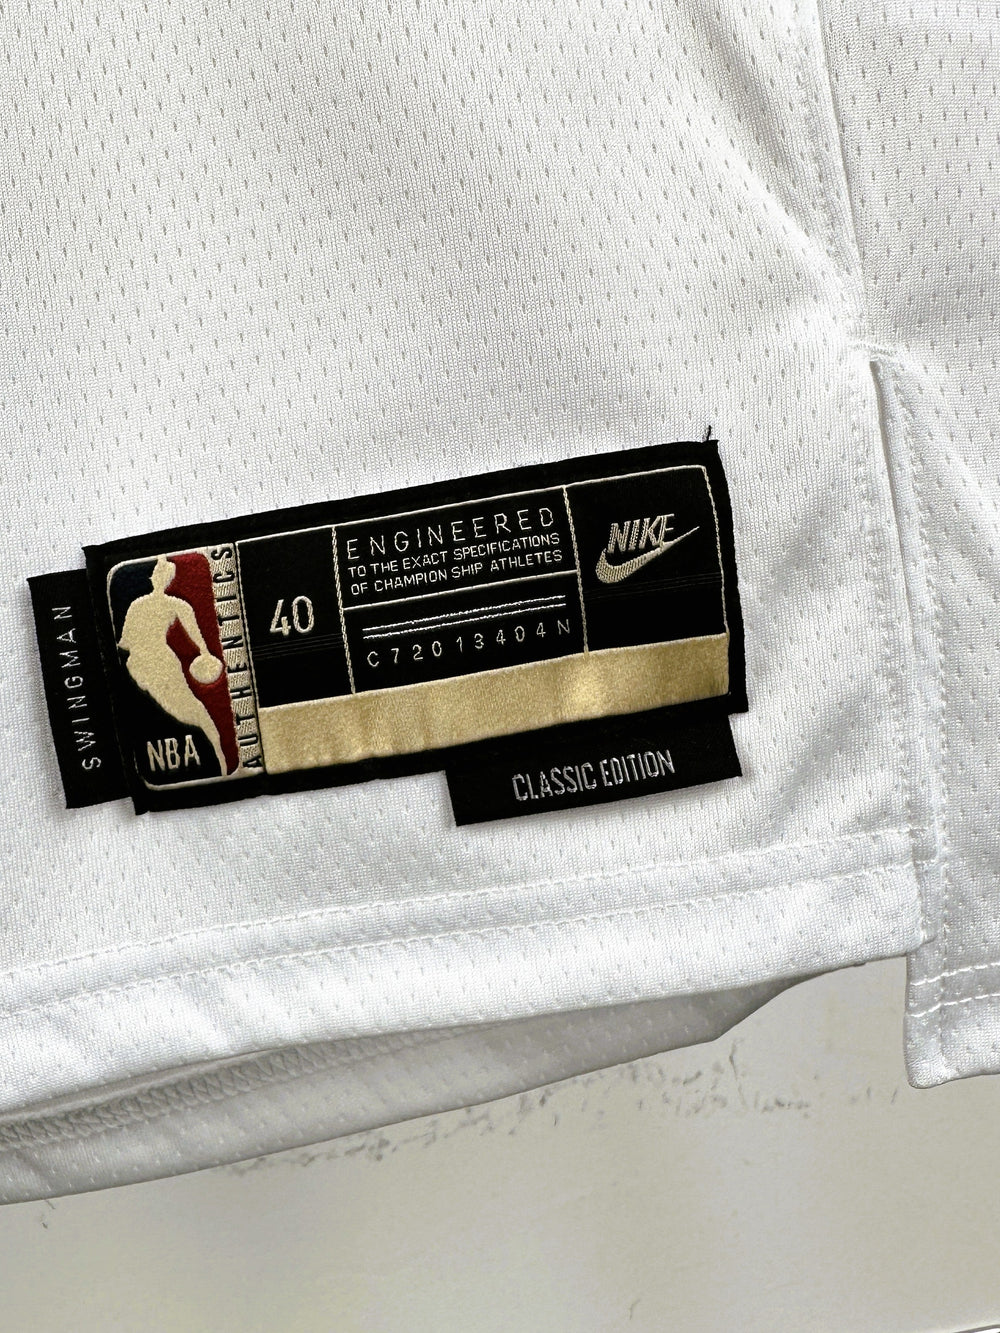 SWINGMAN
NBA
AUTHENTICS
40
ENGINEERED
TO THE EXACT SPECIFICATIONS
OF CHAMPION SHIP ATHLETES
C72013404N
NIKE
CLASSIC EDITION